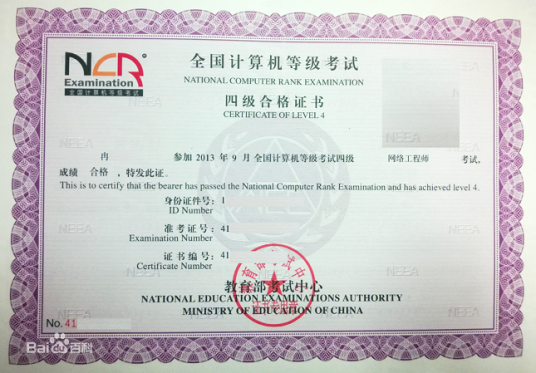 NCR
Examination
全国计算机等级考试
全国计算机等级考试
NATIONAL COMPUTER RANK EXAMINATION
四级合格证书
CERTIFICATE OF LEVEL 4
NEEA
冉 参加 2013 年 9 月 全国计算机等级考试四级 网络工程师 考试,
成绩 合格 ,特发此证。
This is to certify that the bearer has passed the National Computer Rank Examination and has achieved level 4.
身份证件号: 1
ID Number
准考证号: 41
Examination Number
证书编号: 41
Certificate Number
教育部考试中心
NATIONAL EDUCATION EXAMINATIONS AUTHORITY
MINISTRY OF EDUCATION OF CHINA
No. 41
Bai百科